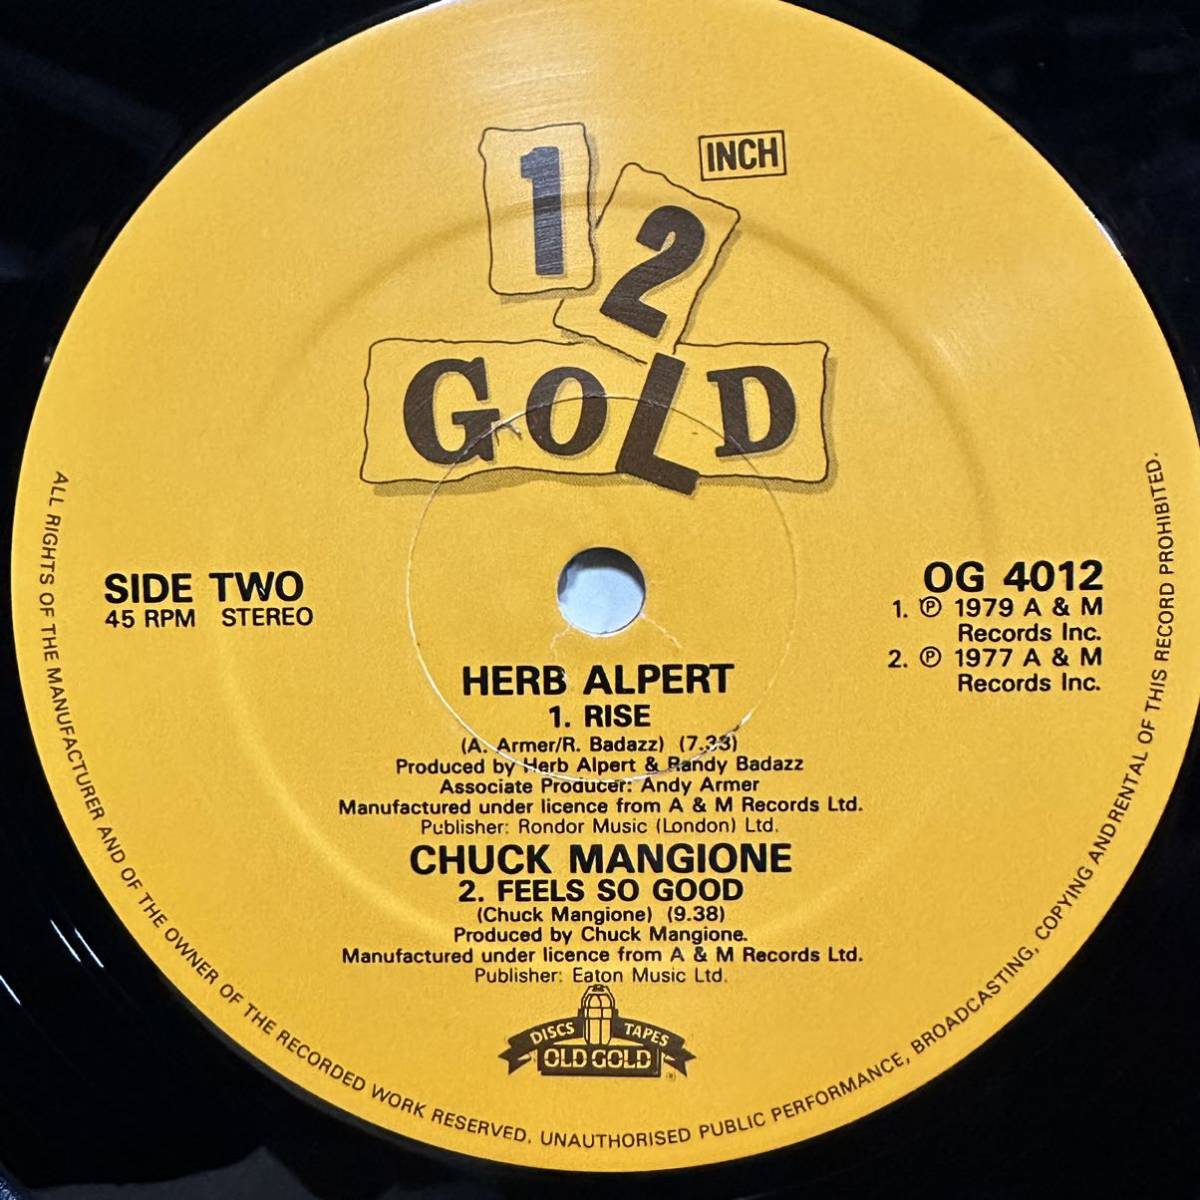 12
INCH
GOLD
SIDE TWO
45 RPM STEREO
OG 4012
1. ℗ 1979 A & M
Records Inc.
2. ℗ 1977 A & M
Records Inc.
HERB ALPERT
1. RISE
(A. Armer/R. Badazz) (7.33)
Produced by Herb Alpert & Randy Badazz
Associate Producer: Andy Armer
Manufactured under licence from A & M Records Ltd.
Publisher: Rondor Music (London) Ltd.
CHUCK MANGIONE
2. FEELS SO GOOD
(Chuck Mangione) (9.38)
Produced by Chuck Mangione.
Manufactured under licence from A & M Records Ltd.
Publisher: Eaton Music Ltd.
DISCS TAPES
OLD GOLD ®
ALL RIGHTS OF THE MANUFACTURER AND OF THE OWNER OF THE RECORDED WORK RESERVED. UNAUTHORISED PUBLIC PERFORMANCE, BROADCASTING, COPYING AND RENTAL OF THIS RECORD PROHIBITED.